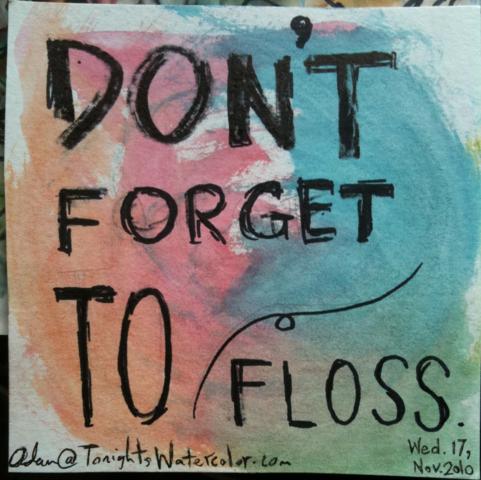 DON'T
FORGET
TO FLOSS.
Adam@TonightsWatercolor.com
Wed. 17,
Nov. 2010